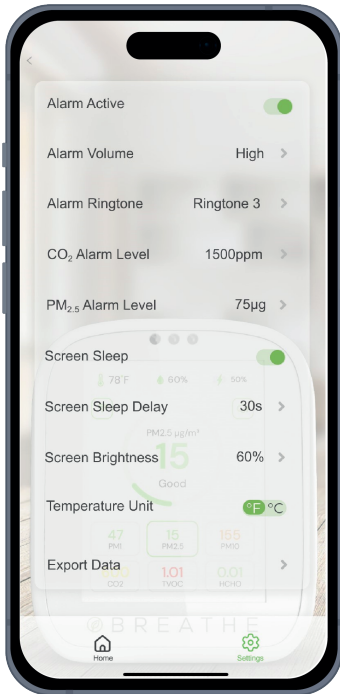 <
Alarm Active
Alarm Volume High >
Alarm Ringtone Ringtone 3 >
CO₂ Alarm Level 1500ppm >
PM₂.₅ Alarm Level 75µg >
Screen Sleep
78°F 60% 50%
Screen Sleep Delay 30s >
PM2.5 µg/m³
Screen Brightness 60% >
15
Good
Temperature Unit °F °C
47 15 155
PM1 PM2.5 PM10
Export Data >
1.01 0.01
CO2 TVOC HCHO
BREATHE
Home Settings